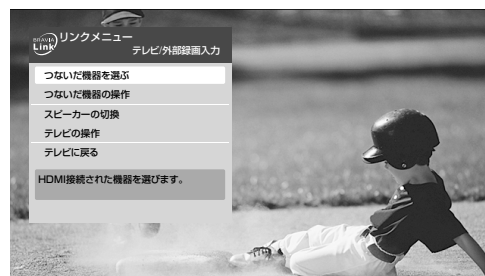 BRAVIA
Link
リンクメニュー
テレビ/外部録画入力
つないだ機器を選ぶ
つないだ機器の操作
スピーカーの切換
テレビの操作
テレビに戻る
HDMI接続された機器を選びます。